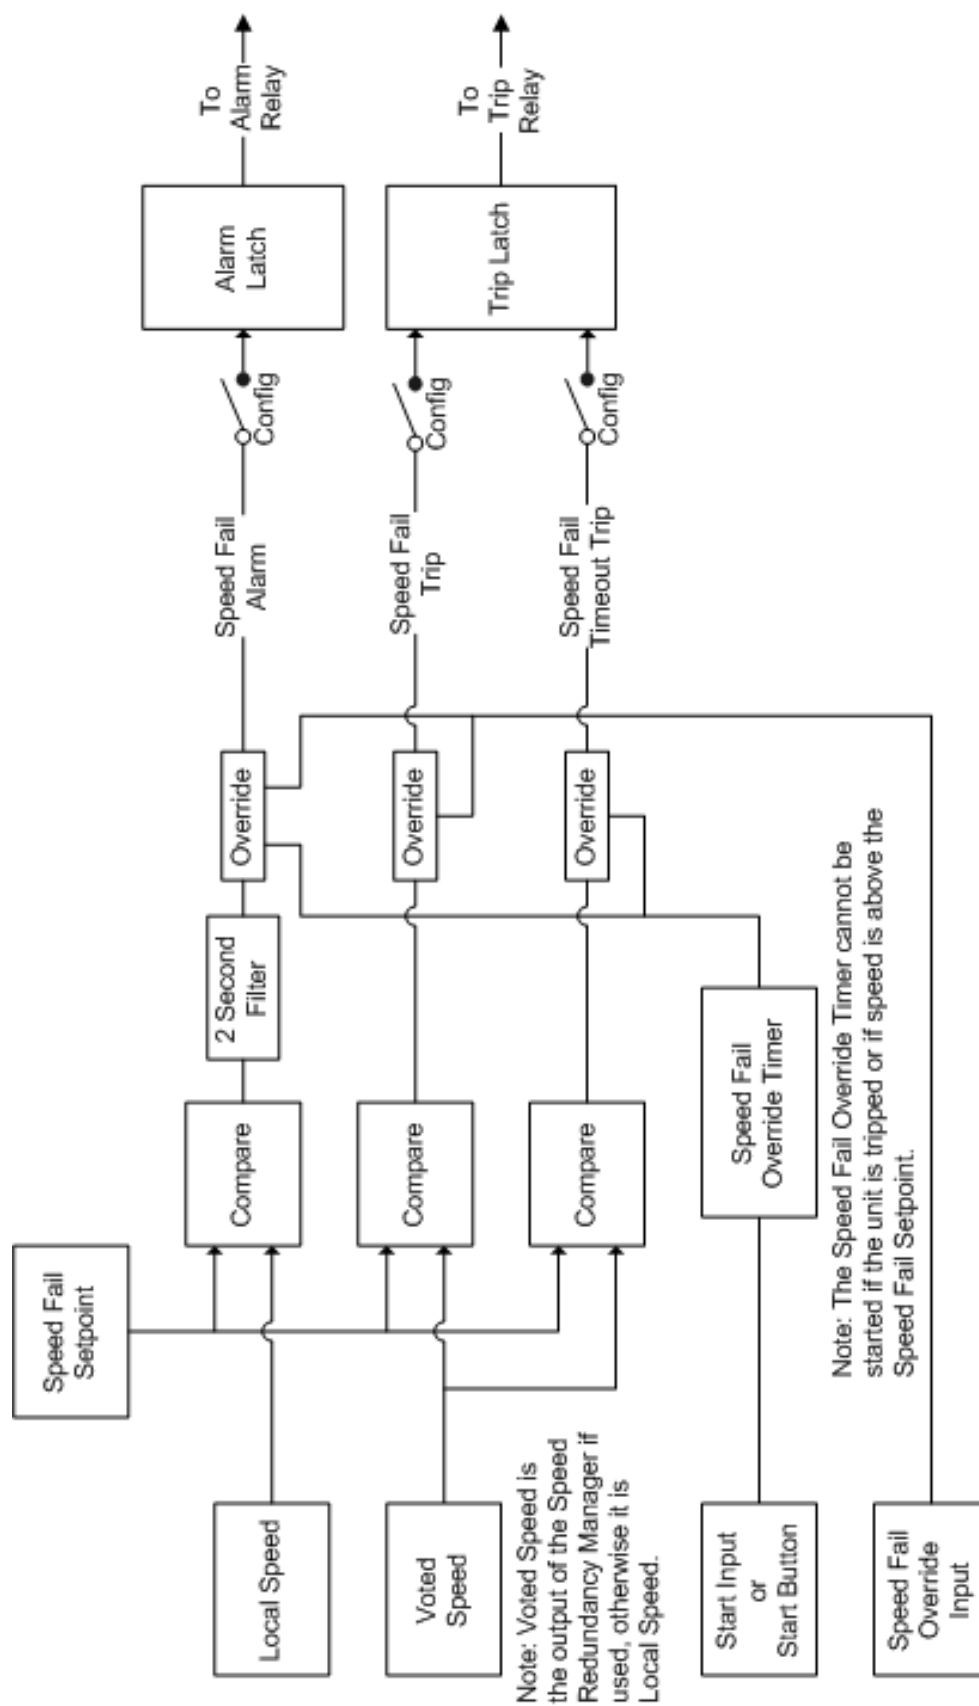 Speed Fail
Setpoint
Local Speed
Compare
2 Second
Filter
Override
Speed Fail
Alarm
Config
Alarm
Latch
To
Alarm
Relay
Voted
Speed
Compare
Override
Speed Fail
Trip
Config
Trip Latch
To
Trip
Relay
Note: Voted Speed is
the output of the Speed
Redundancy Manager if
used, otherwise it is
Local Speed.
Compare
Override
Speed Fail
Timeout Trip
Config
Start Input
or
Start Button
Speed Fail
Override Timer
Note: The Speed Fail Override Timer cannot be
started if the unit is tripped or if speed is above the
Speed Fail Setpoint.
Speed Fail
Override
Input